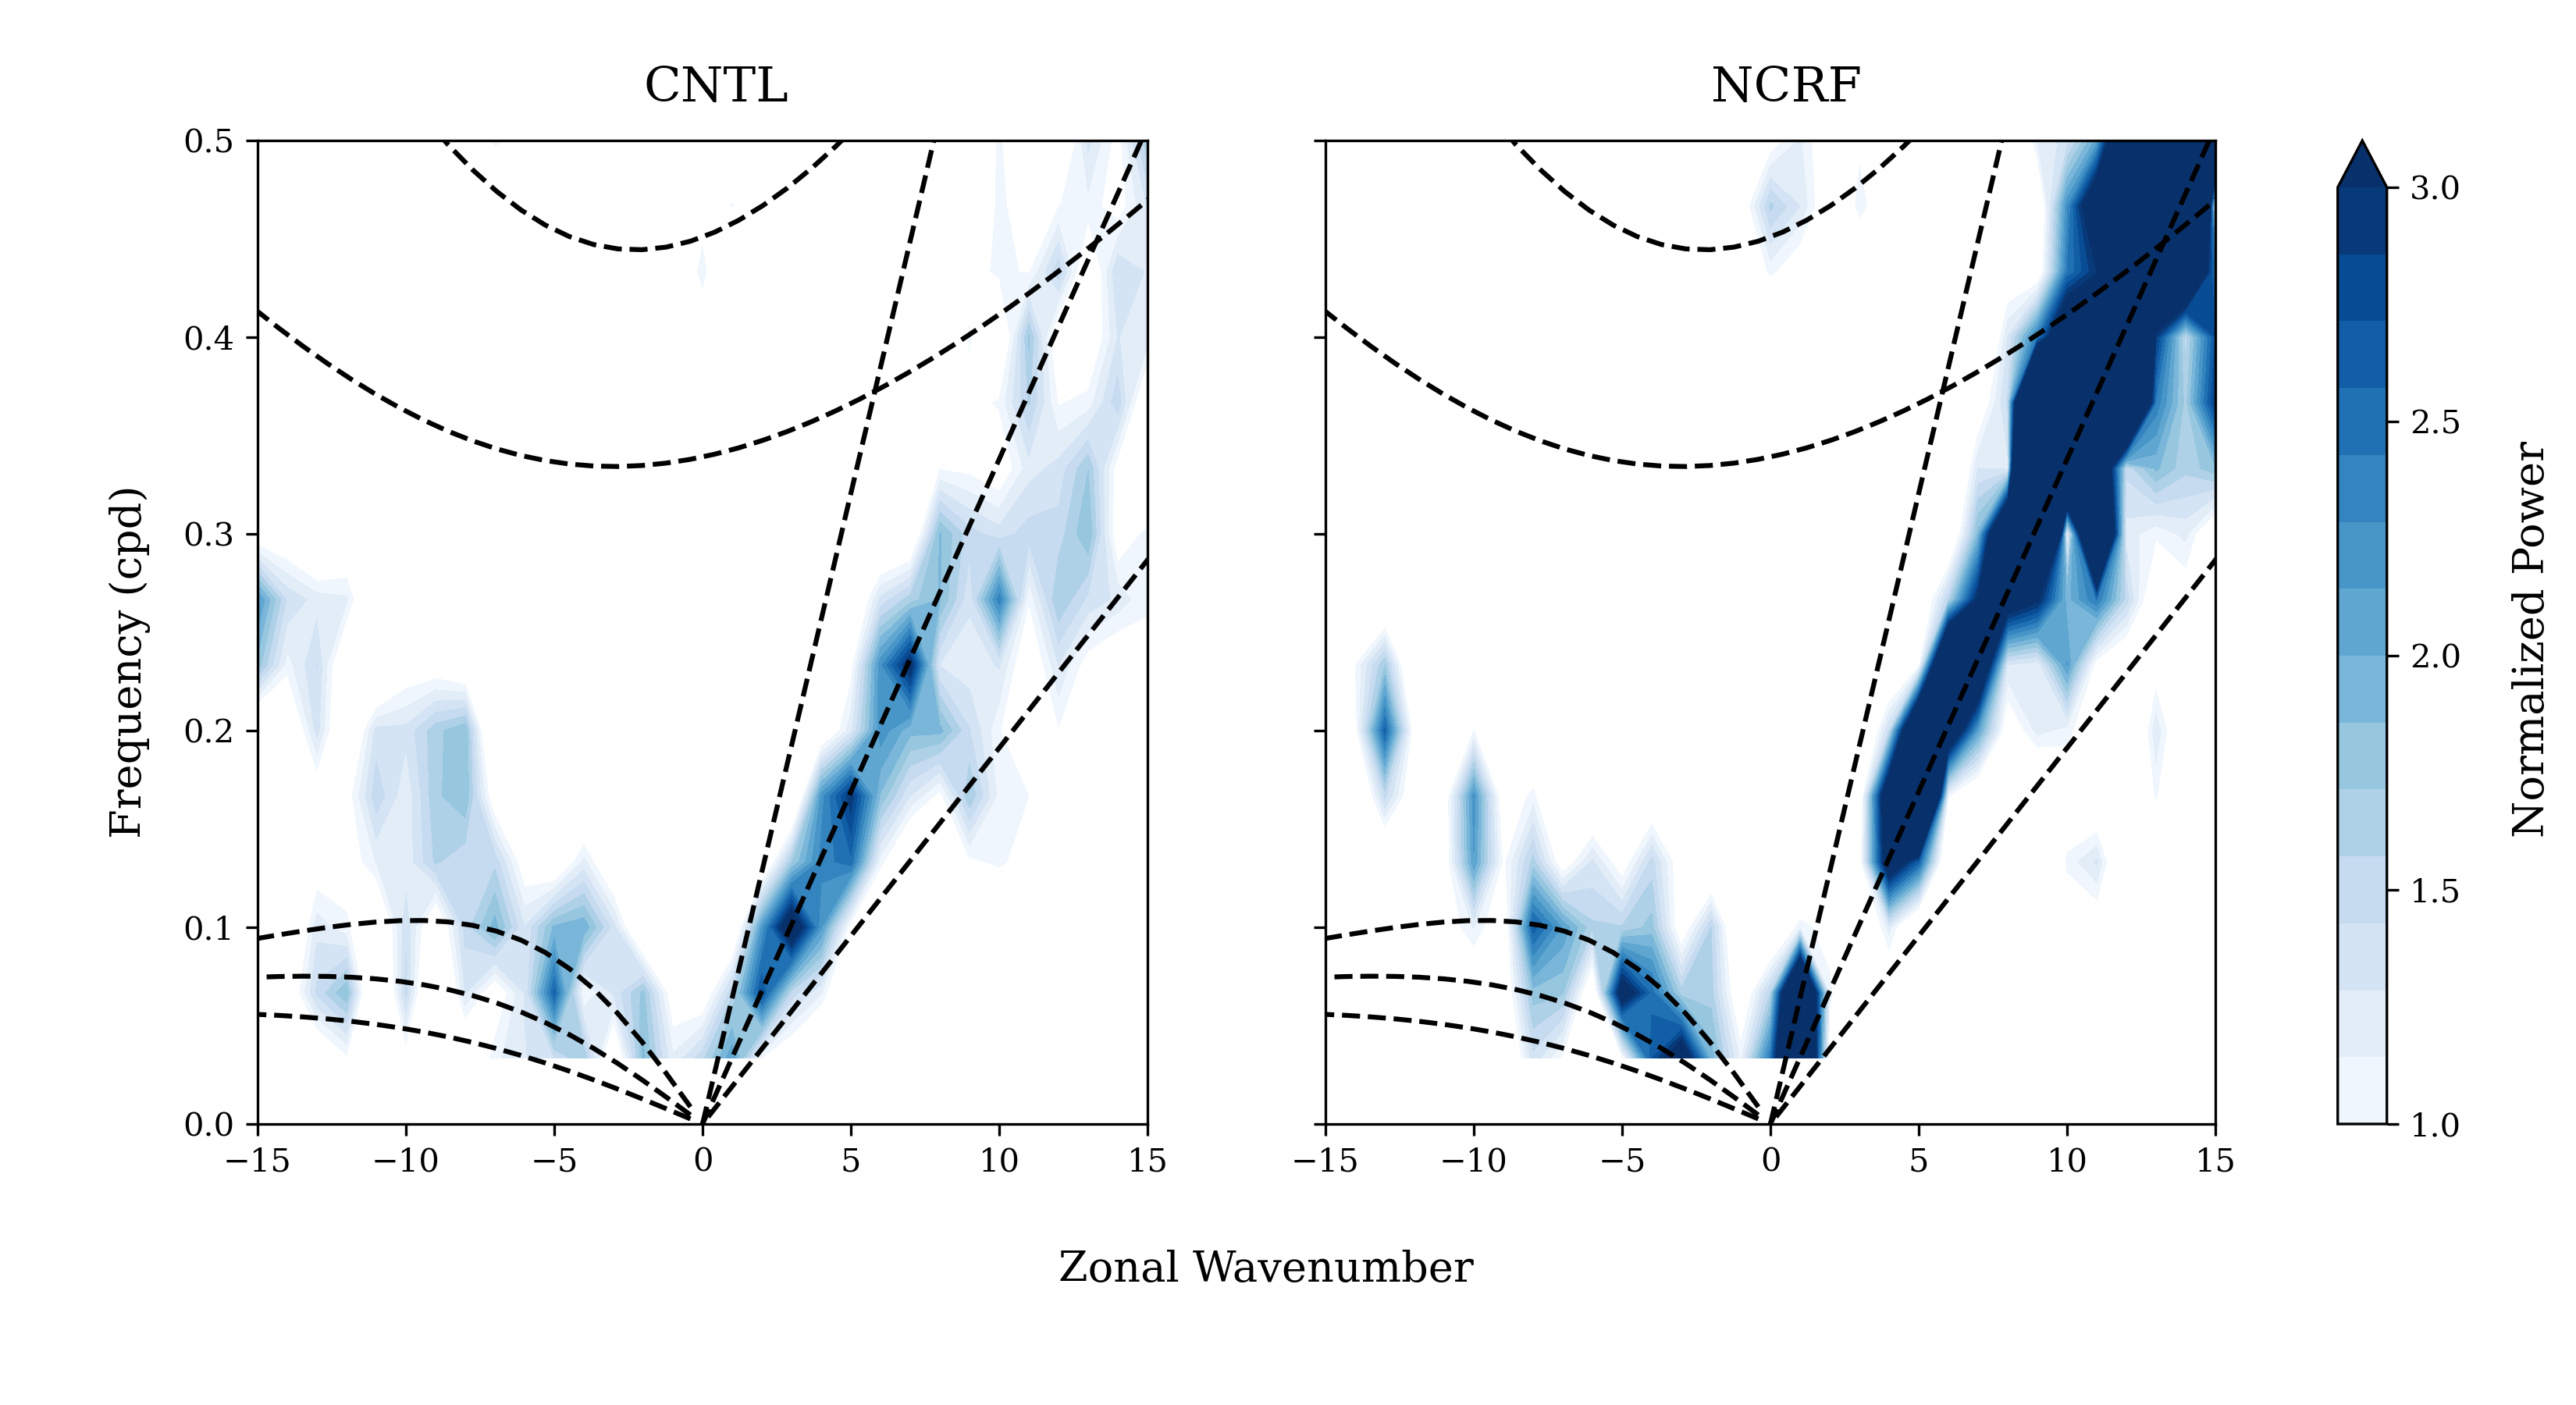 CNTL
NCRF
0.5
0.4
0.3
0.2
0.1
0.0
Frequency (cpd)
−15 −10 −5 0 5 10 15
−15 −10 −5 0 5 10 15
Zonal Wavenumber
3.0
2.5
2.0
1.5
1.0
Normalized Power